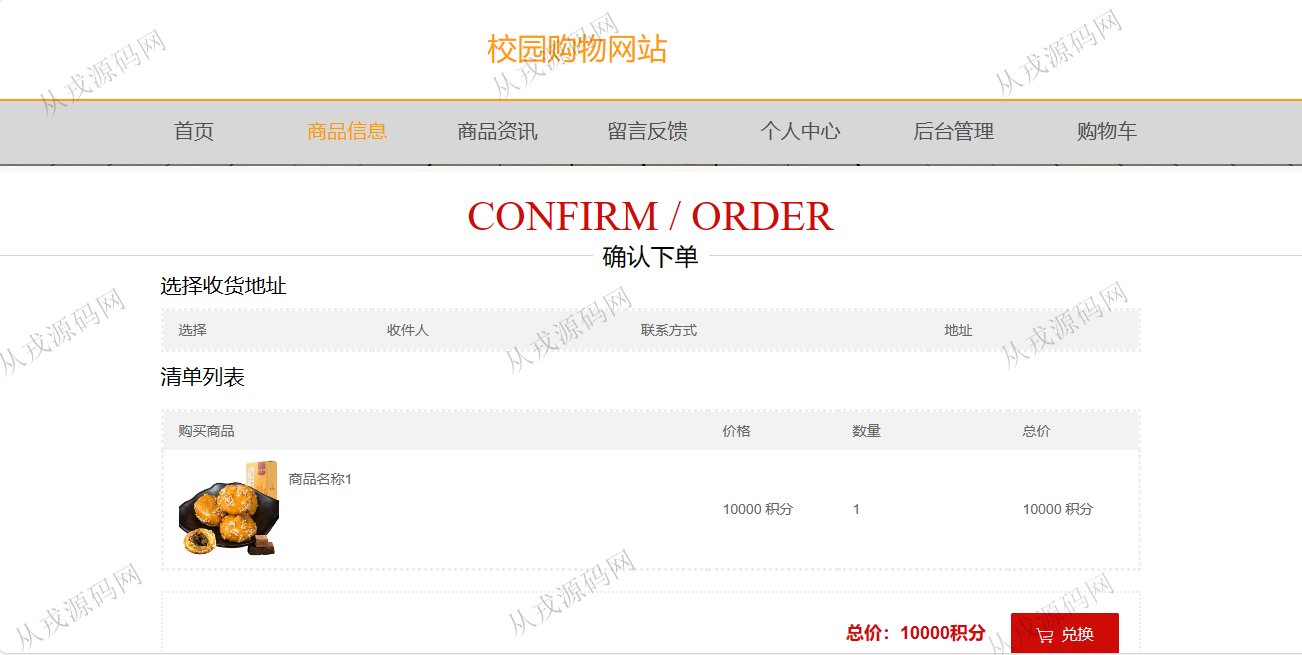 校园购物网站
首页 商品信息 商品资讯 留言反馈 个人中心 后台管理 购物车
CONFIRM / ORDER
确认下单
选择收货地址
选择 收件人 联系方式 地址
清单列表
购买商品 价格 数量 总价
商品名称1
10000 积分 1 10000 积分
总价：10000积分 兑换
从戎源码网
从戎源码网
从戎源码网
从戎源码网
从戎源码网
从戎源码网
从戎源码网
从戎源码网
从戎源码网